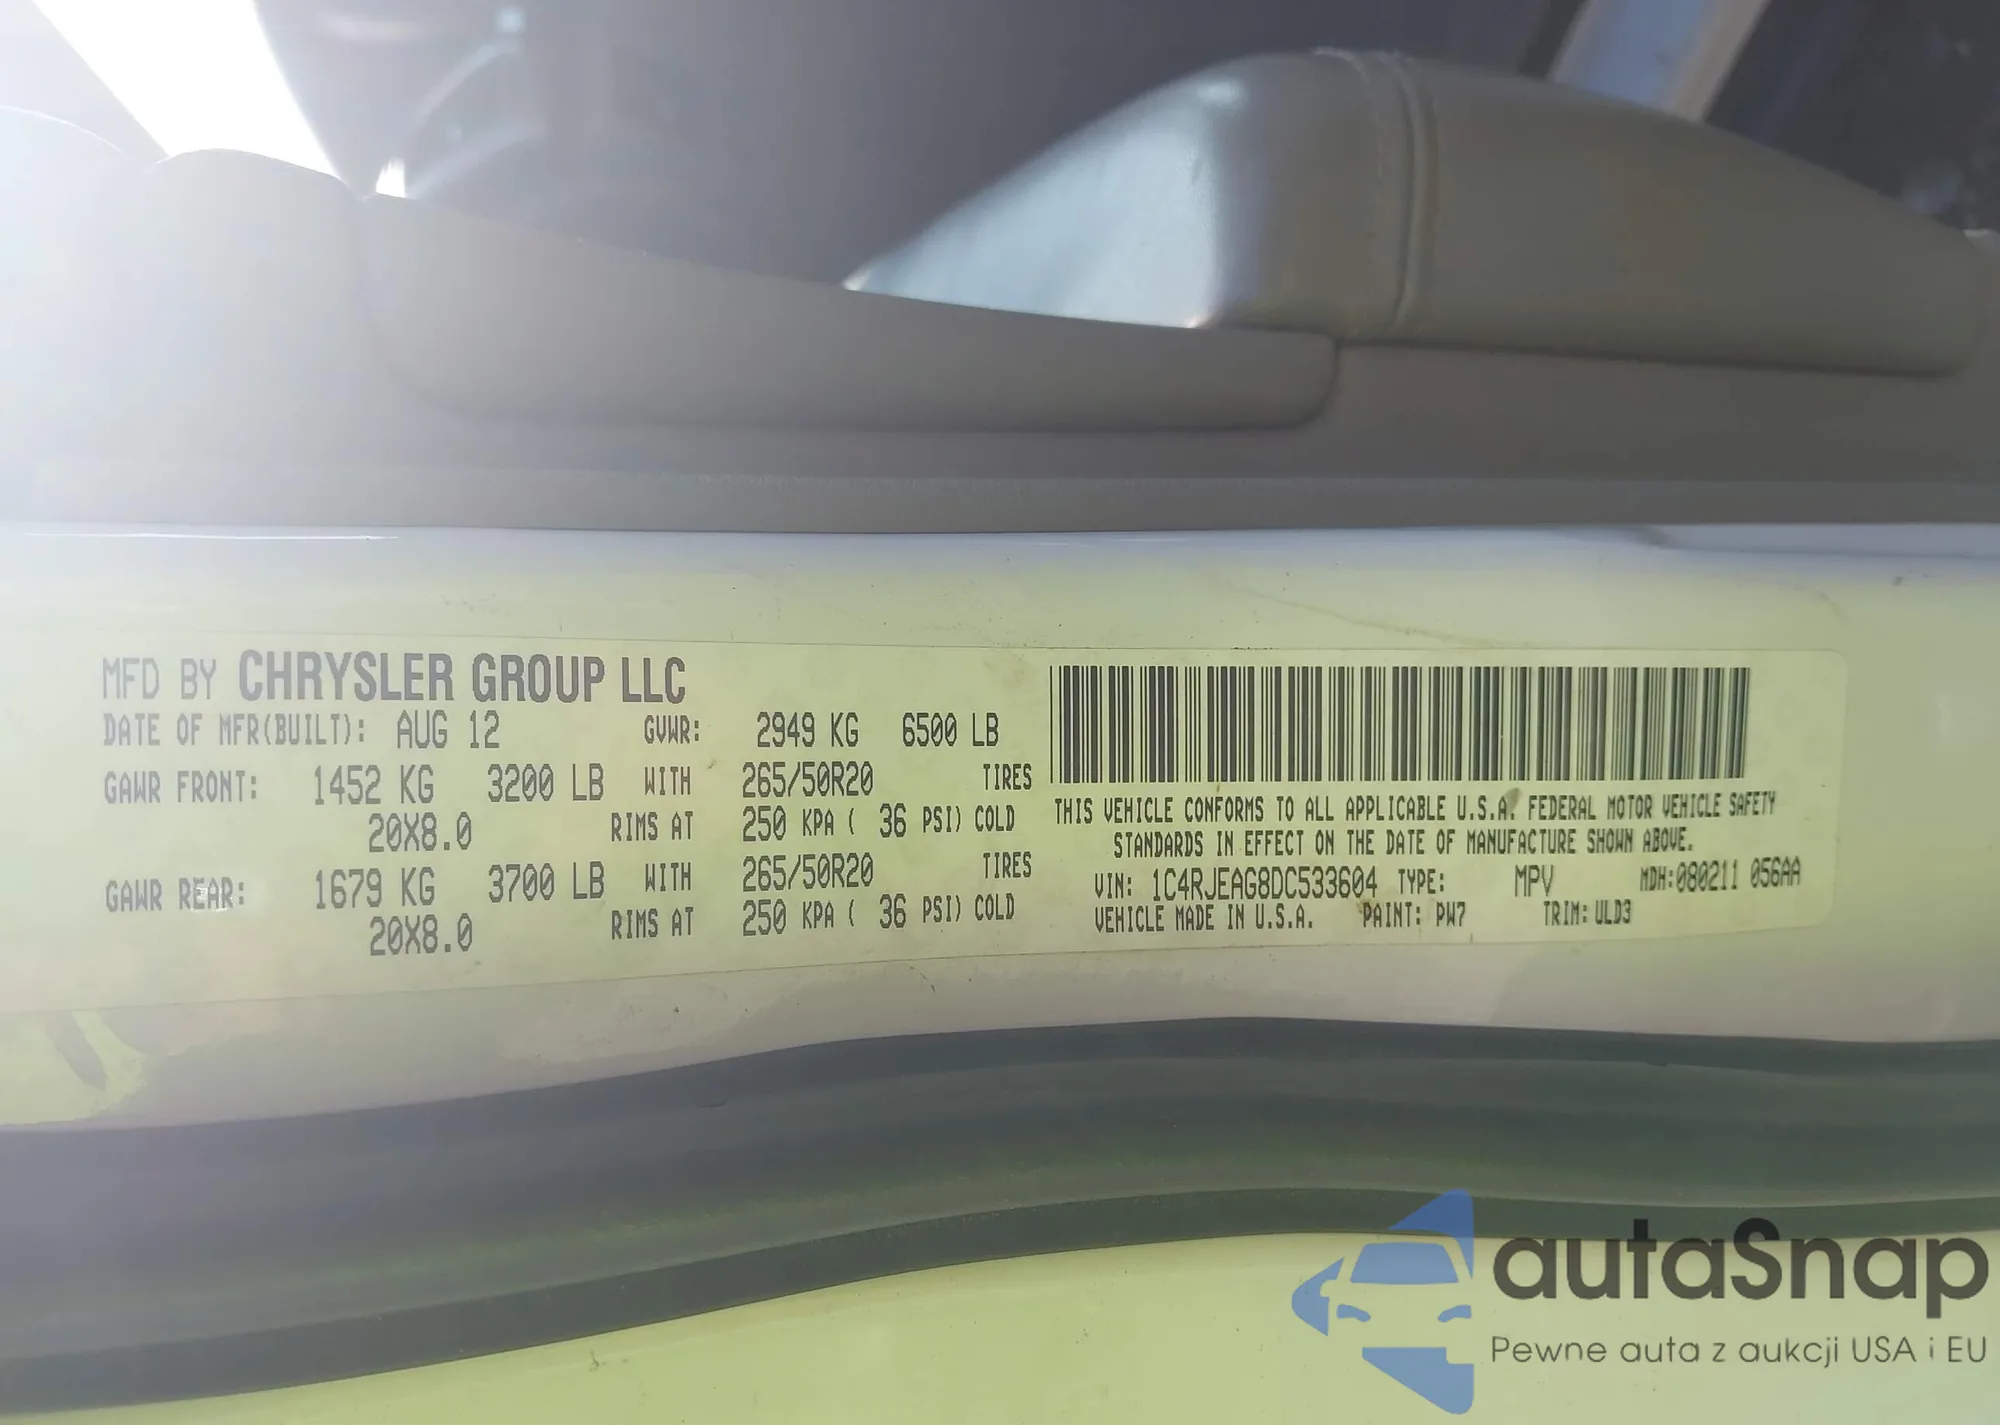 MFD BY CHRYSLER GROUP LLC
DATE OF MFR(BUILT): AUG 12 GVWR: 2949 KG 6500 LB
GAWR FRONT: 1452 KG 3200 LB WITH 265/50R20 TIRES
20X8.0 RIMS AT 250 KPA ( 36 PSI) COLD
GAWR REAR: 1679 KG 3700 LB WITH 265/50R20 TIRES
20X8.0 RIMS AT 250 KPA ( 36 PSI) COLD
THIS VEHICLE CONFORMS TO ALL APPLICABLE U.S.A. FEDERAL MOTOR VEHICLE SAFETY
STANDARDS IN EFFECT ON THE DATE OF MANUFACTURE SHOWN ABOVE.
VIN: 1C4RJEAG8DC533604 TYPE: MPV MDH:080211 056AA
VEHICLE MADE IN U.S.A. PAINT: PW7 TRIM: ULD3
autaSnap
Pewne auta z aukcji USA i EU